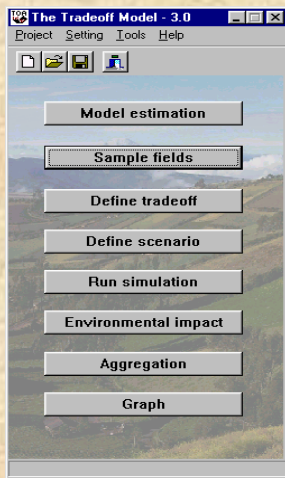 The Tradeoff Model - 3.0
Project Setting Tools Help
Model estimation
Sample fields
Define tradeoff
Define scenario
Run simulation
Environmental impact
Aggregation
Graph